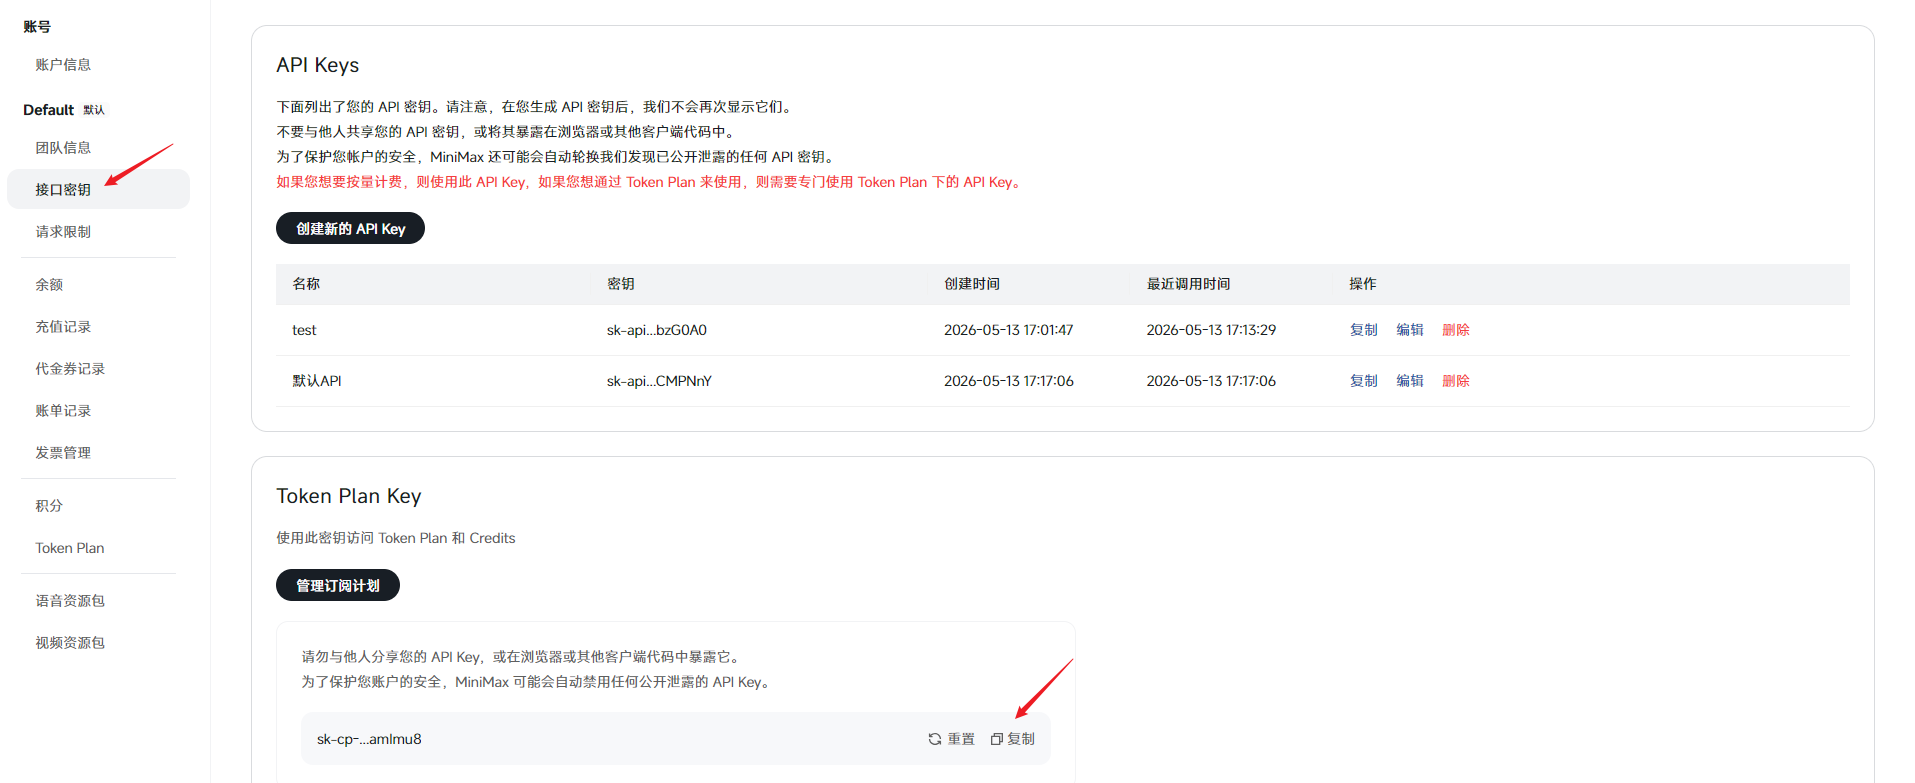 账号
账户信息
Default 默认
团队信息
接口密钥
请求限制
余额
充值记录
代金券记录
账单记录
发票管理
积分
Token Plan
语音资源包
视频资源包
API Keys
下面列出了您的 API 密钥。请注意，在您生成 API 密钥后，我们不会再次显示它们。
不要与他人共享您的 API 密钥，或将其暴露在浏览器或其他客户端代码中。
为了保护您帐户的安全，MiniMax 还可能会自动轮换我们发现已公开泄露的任何 API 密钥。
如果您想要按量计费，则使用此 API Key，如果您想通过 Token Plan 来使用，则需要专门使用 Token Plan 下的 API Key。
创建新的 API Key
名称 密钥 创建时间 最近调用时间 操作
test sk-api...bzG0A0 2026-05-13 17:01:47 2026-05-13 17:13:29 复制 编辑 删除
默认API sk-api...CMPNnY 2026-05-13 17:17:06 2026-05-13 17:17:06 复制 编辑 删除
Token Plan Key
使用此密钥访问 Token Plan 和 Credits
管理订阅计划
请勿与他人分享您的 API Key，或在浏览器或其他客户端代码中暴露它。
为了保护您账户的安全，MiniMax 可能会自动禁用任何公开泄露的 API Key。
sk-cp-...amlmu8 重置 复制